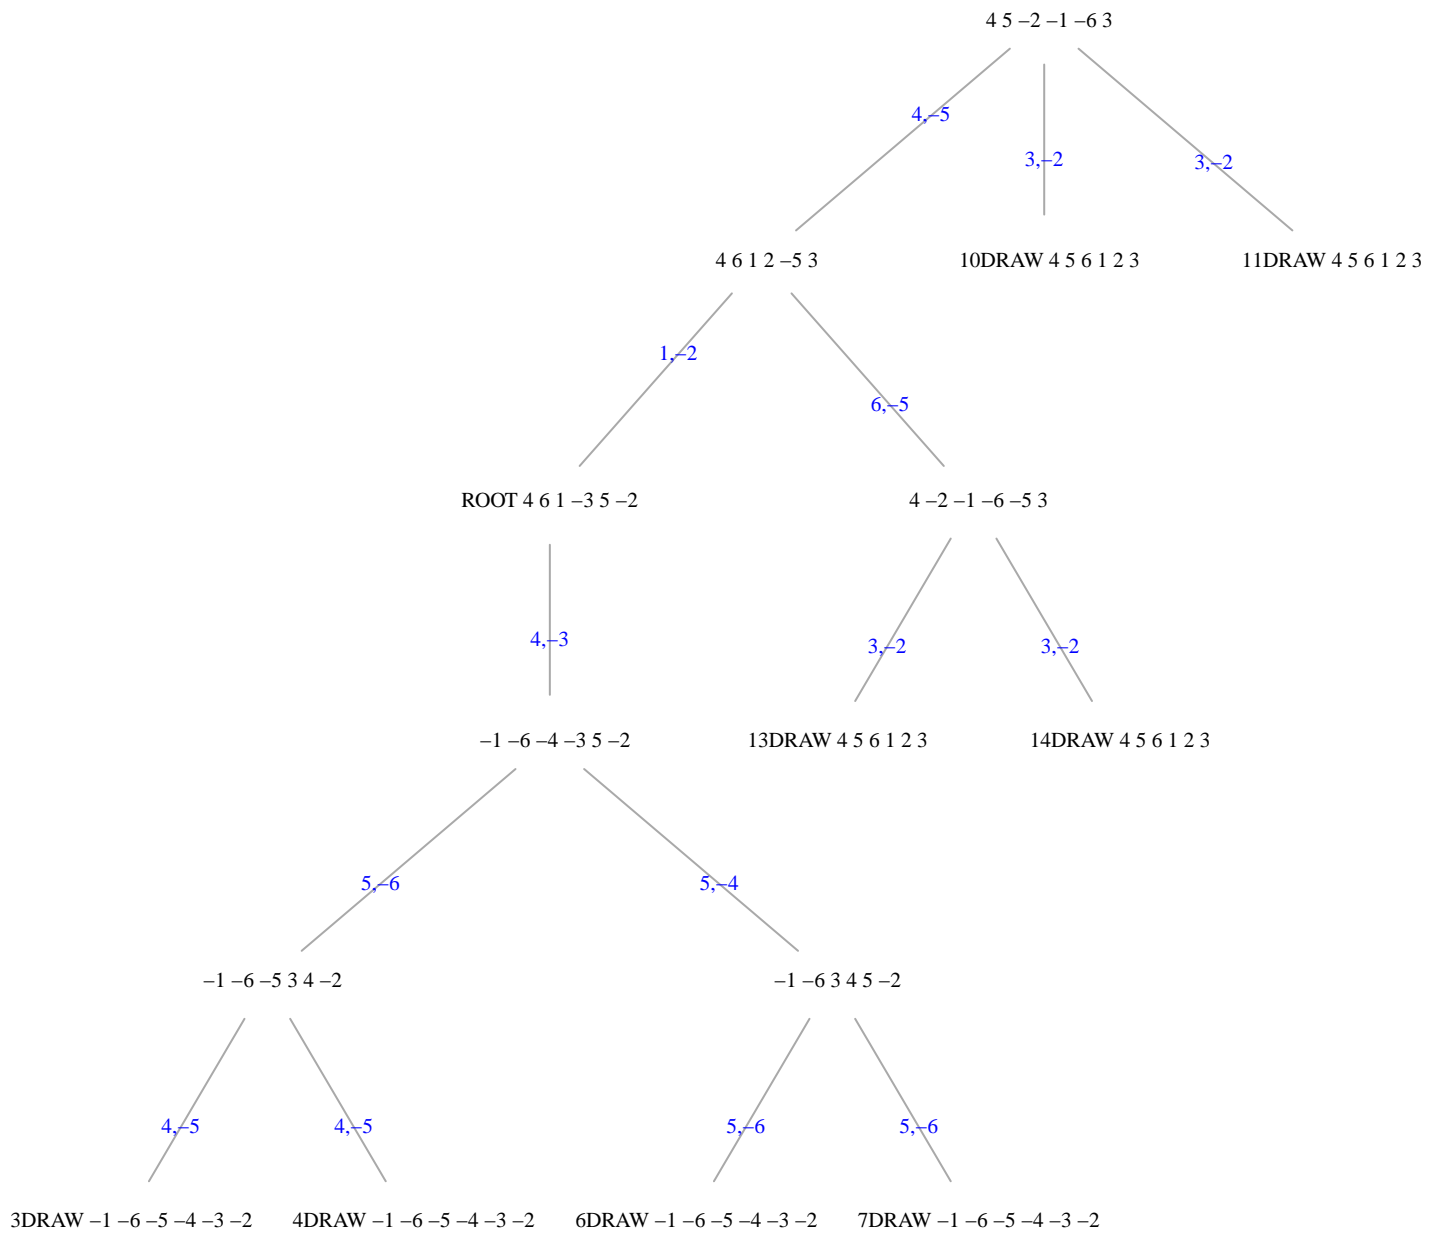 4 5 –2 –1 –6 3
4,–5
3,–2
3,–2
4 6 1 2 –5 3
10DRAW 4 5 6 1 2 3
11DRAW 4 5 6 1 2 3
1,–2
6,–5
ROOT 4 6 1 –3 5 –2
4 –2 –1 –6 –5 3
4,–3
3,–2
3,–2
–1 –6 –4 –3 5 –2
13DRAW 4 5 6 1 2 3
14DRAW 4 5 6 1 2 3
5,–6
5,–4
–1 –6 –5 3 4 –2
–1 –6 3 4 5 –2
4,–5
4,–5
5,–6
5,–6
3DRAW –1 –6 –5 –4 –3 –2
4DRAW –1 –6 –5 –4 –3 –2
6DRAW –1 –6 –5 –4 –3 –2
7DRAW –1 –6 –5 –4 –3 –2